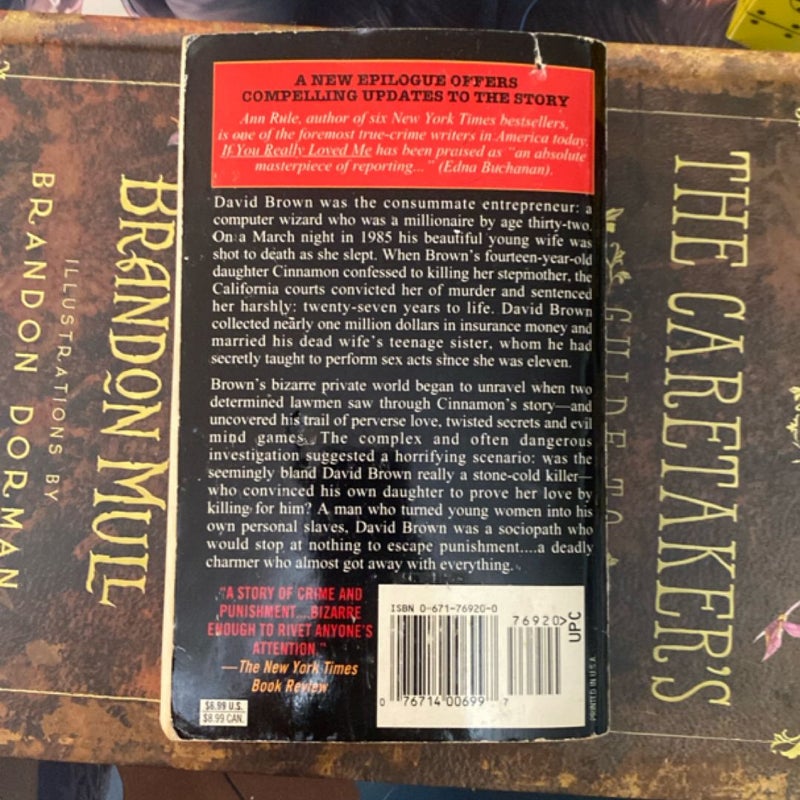 A NEW EPILOGUE OFFERS
COMPELLING UPDATES TO THE STORY
Ann Rule, author of six New York Times bestsellers,
is one of the foremost true-crime writers in America today.
If You Really Loved Me has been praised as "an absolute
masterpiece of reporting..." (Edna Buchanan).
David Brown was the consummate entrepreneur: a
computer wizard who was a millionaire by age thirty-two.
On a March night in 1985 his beautiful young wife was
shot to death as she slept. When Brown's fourteen-year-old
daughter Cinnamon confessed to killing her stepmother, the
California courts convicted her of murder and sentenced
her harshly: twenty-seven years to life. David Brown
collected nearly one million dollars in insurance money and
married his dead wife's teenage sister, whom he had
secretly taught to perform sex acts since she was eleven.
Brown's bizarre private world began to unravel when two
determined lawmen saw through Cinnamon's story—and
uncovered his trail of perverse love, twisted secrets and evil
mind games. The complex and often dangerous
investigation suggested a horrifying scenario: was the
seemingly bland David Brown really a stone-cold killer—
who convinced his own daughter to prove her love by
killing for him? A man who turned young women into his
own personal slaves, David Brown was a sociopath who
would stop at nothing to escape punishment....a deadly
charmer who almost got away with everything.
"A STORY OF CRIME AND
PUNISHMENT...BIZARRE
ENOUGH TO RIVET ANYONE'S
ATTENTION."
—The New York Times
Book Review
$6.99 U.S.
$8.99 CAN.
ISBN 0-671-76920-0
76920>
UPC
0 76714 00699 7
PRINTED IN U.S.A.
THE CARETAKER'S
GUIDE TO
BRANDON MULL
ILLUSTRATIONS BY
BRANDON DORMAN